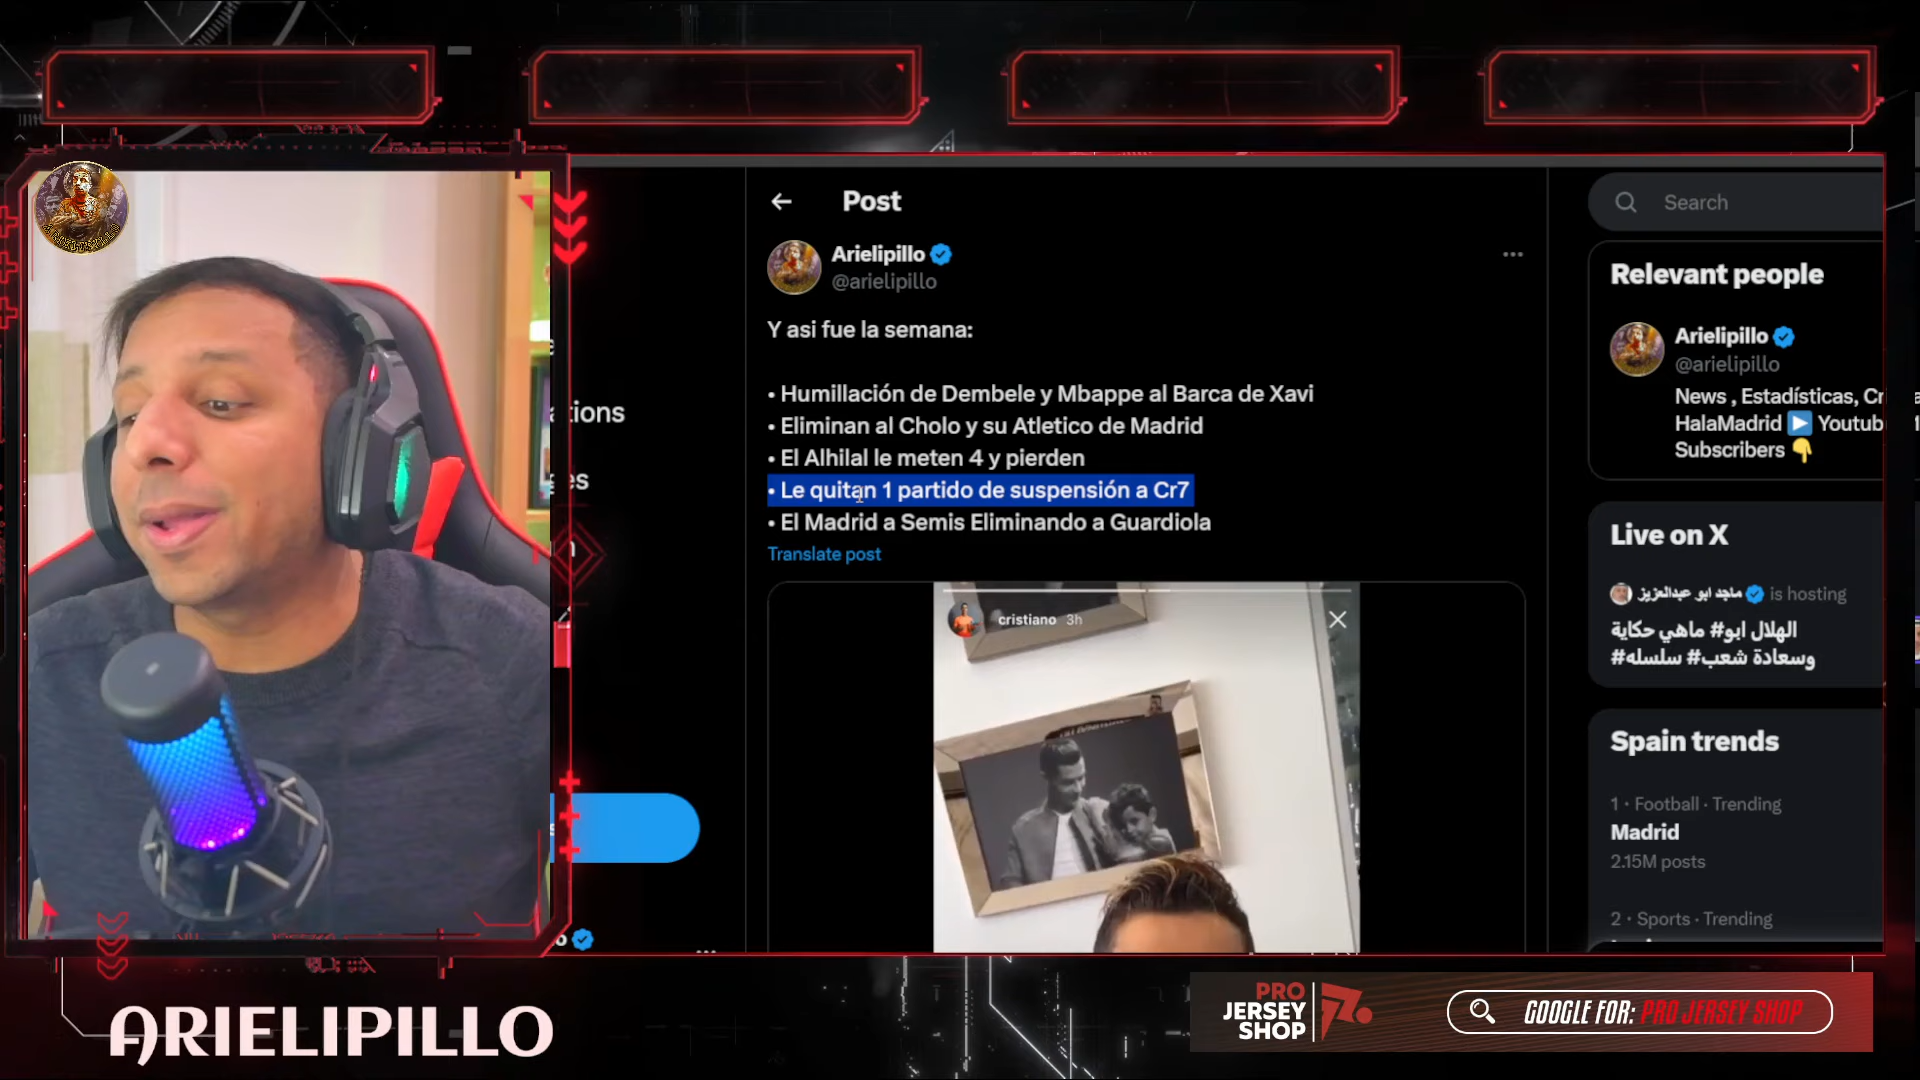 Post
Arielipillo
@arielipillo
Y asi fue la semana:
• Humillación de Dembele y Mbappe al Barca de Xavi
• Eliminan al Cholo y su Atletico de Madrid
• El Alhilal le meten 4 y pierden
• Le quitan 1 partido de suspensión a Cr7
• El Madrid a Semis Eliminando a Guardiola
Translate post
cristiano 3h
Search
Relevant people
Arielipillo
@arielipillo
News , Estadísticas, Cr
HalaMadrid Youtub
Subscribers
Live on X
ماجد ابو عبدالعزيز is hosting
الهلال ابو# ماهي حكاية
وسعادة شعب# سلسله#
Spain trends
1 · Football · Trending
Madrid
2.15M posts
2 · Sports · Trending
ARIELIPILLO
PRO
JERSEY
SHOP
GOOGLE FOR: PRO JERSEY SHOP